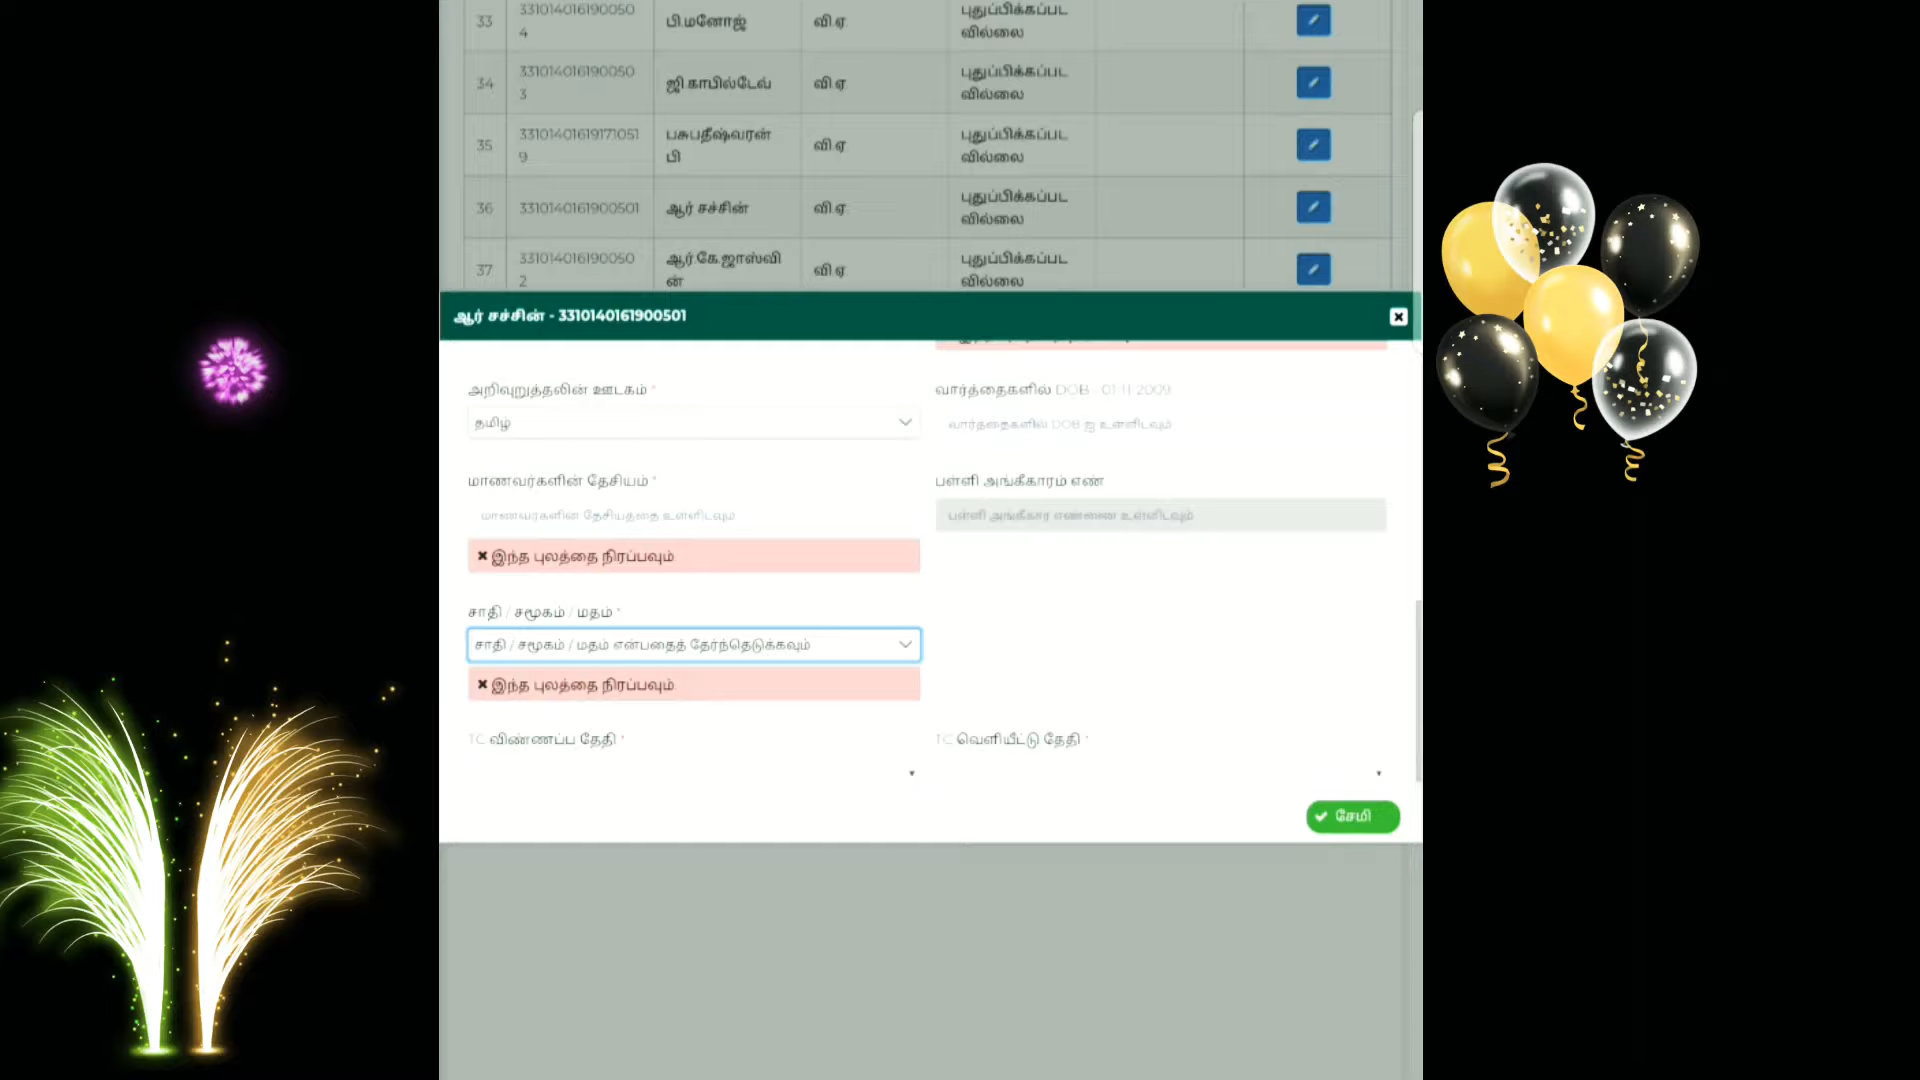 33
331014016190050
4
பி.மனோஜ்
வி.ஏ
புதுப்பிக்கப்பட
வில்லை
34
331014016190050
3
ஜி காபில்டேவ்
வி.ஏ
புதுப்பிக்கப்பட
வில்லை
35
33101401619171051
9
பசுபதீஷ்வரன்
பி
வி.ஏ
புதுப்பிக்கப்பட
வில்லை
36
3310140161900501
ஆர் சச்சின்
வி.ஏ
புதுப்பிக்கப்பட
வில்லை
37
331014016190050
2
ஆர்.கே.ஜாஸ்வி
ன்
வி.ஏ
புதுப்பிக்கப்பட
வில்லை
ஆர் சச்சின் - 3310140161900501
அறிவுறுத்தலின் ஊடகம் *
தமிழ்
வார்த்தைகளில் DOB - 01-11-2009
வார்த்தைகளில் DOB ஐ உள்ளிடவும்
மாணவர்களின் தேசியம் *
மாணவர்களின் தேசியத்தை உள்ளிடவும்
✖ இந்த புலத்தை நிரப்பவும்
பள்ளி அங்கீகாரம் எண்
பள்ளி அங்கீகார எண்ணை உள்ளிடவும்
சாதி / சமூகம் / மதம் *
சாதி / சமூகம் / மதம் என்பதைத் தேர்ந்தெடுக்கவும்
✖ இந்த புலத்தை நிரப்பவும்
TC விண்ணப்ப தேதி *
TC வெளியீட்டு தேதி *
சேமி